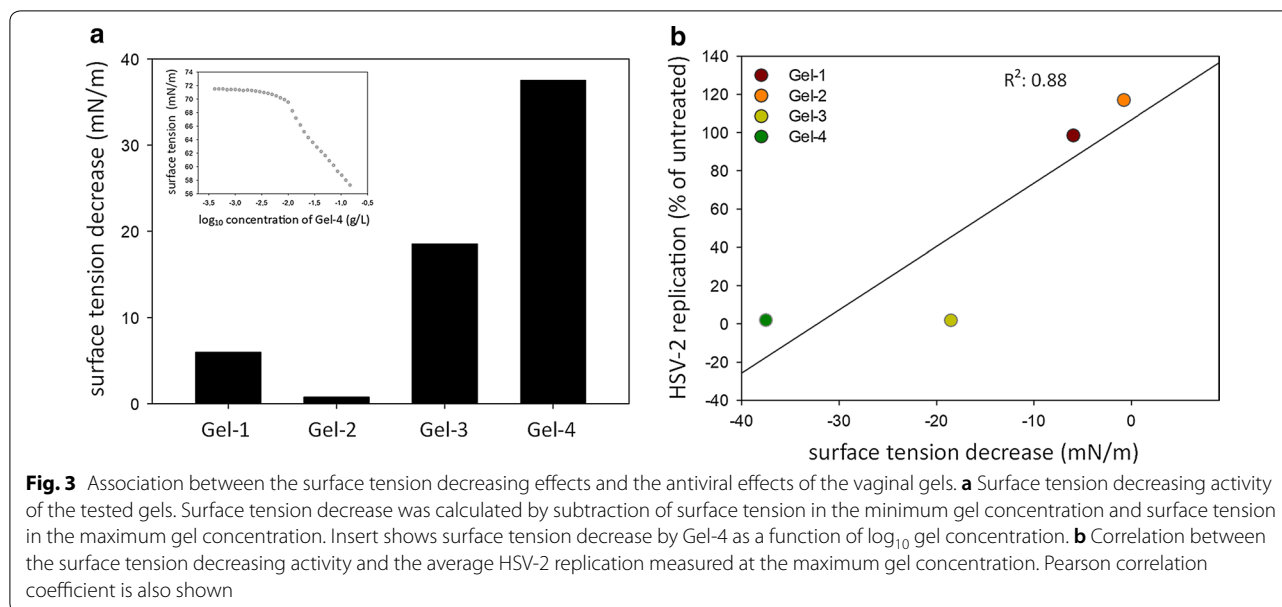 a
surface tension decrease (mN/m)
40
30
20
10
0
Gel-1 Gel-2 Gel-3 Gel-4
surface tension (mN/m)
74
72
70
68
66
64
62
60
58
56
-3,5 -3,0 -2,5 -2,0 -1,5 -1,0 -0,5
log10 concentration of Gel-4 (g/L)
b
HSV-2 replication (% of untreated)
140
120
100
80
60
40
20
0
-20
-40
-40 -30 -20 -10 0
surface tension decrease (mN/m)
Gel-1
Gel-2
Gel-3
Gel-4
R²: 0.88
Fig. 3 Association between the surface tension decreasing effects and the antiviral effects of the vaginal gels. a Surface tension decreasing activity
of the tested gels. Surface tension decrease was calculated by subtraction of surface tension in the minimum gel concentration and surface tension
in the maximum gel concentration. Insert shows surface tension decrease by Gel-4 as a function of log10 gel concentration. b Correlation between
the surface tension decreasing activity and the average HSV-2 replication measured at the maximum gel concentration. Pearson correlation
coefficient is also shown